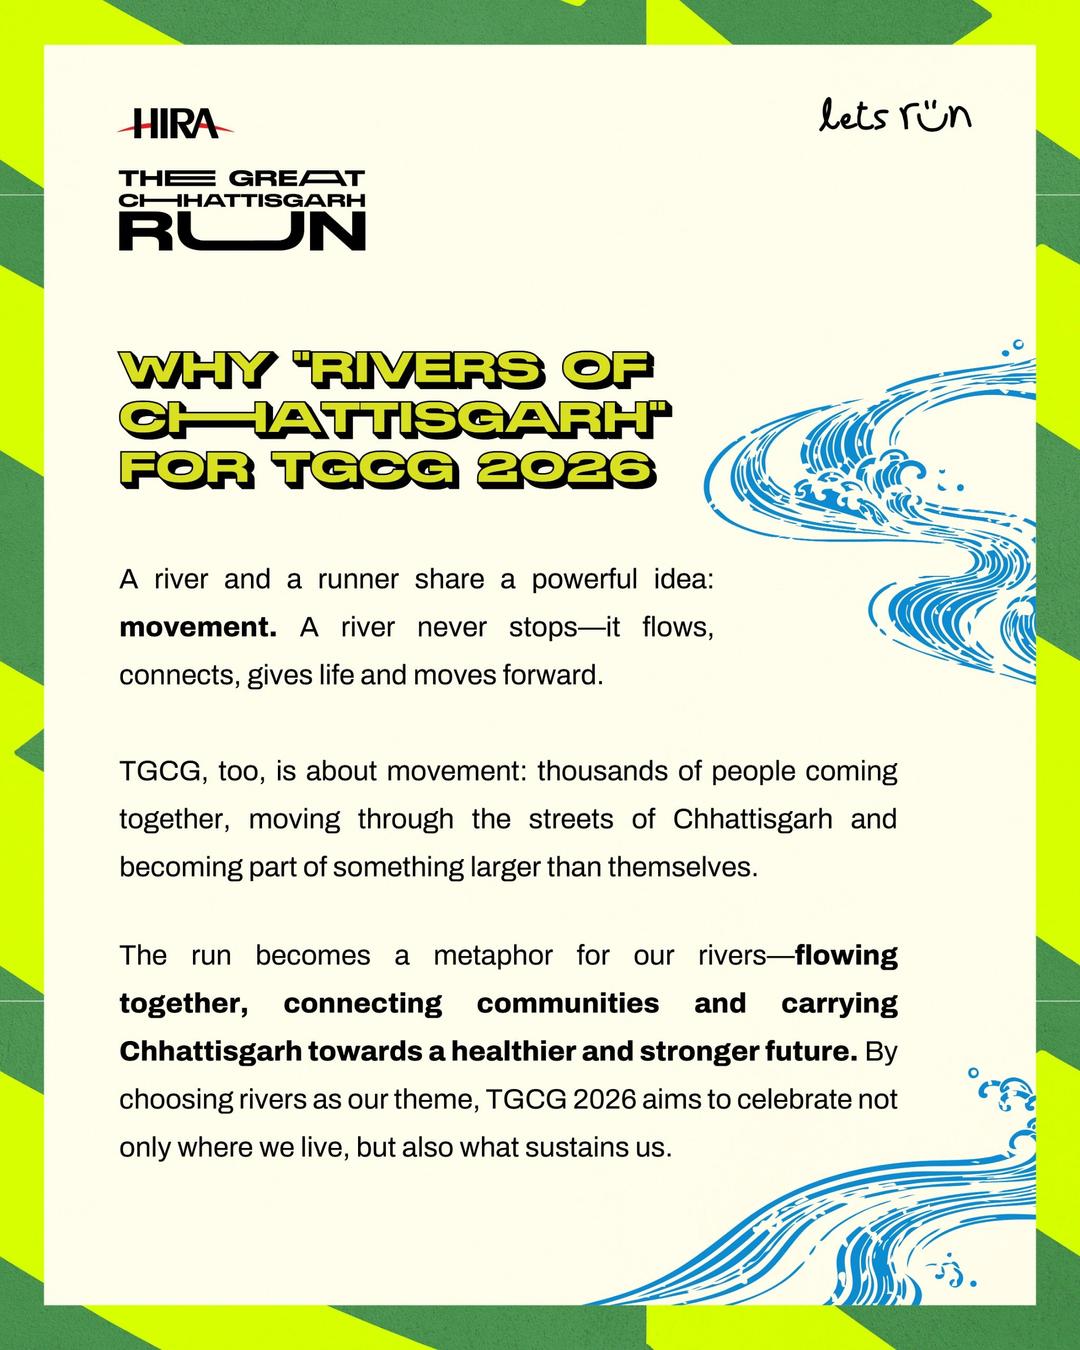 HIRA
lets run
THE GREAT
CHHATTISGARH
RUN
WHY "RIVERS OF
CHHATTISGARH"
FOR TGCG 2026
A river and a runner share a powerful idea:
movement. A river never stops—it flows,
connects, gives life and moves forward.
TGCG, too, is about movement: thousands of people coming
together, moving through the streets of Chhattisgarh and
becoming part of something larger than themselves.
The run becomes a metaphor for our rivers—flowing
together, connecting communities and carrying
Chhattisgarh towards a healthier and stronger future. By
choosing rivers as our theme, TGCG 2026 aims to celebrate not
only where we live, but also what sustains us.